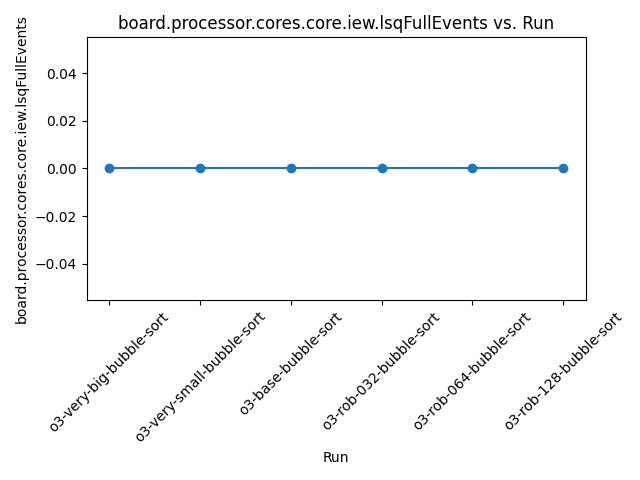 board.processor.cores.core.iew.lsqFullEvents vs. Run
board.processor.cores.core.iew.lsqFullEvents
0.04
0.02
0.00
−0.02
−0.04
o3-very-big-bubble-sort
o3-very-small-bubble-sort
o3-base-bubble-sort
o3-rob-032-bubble-sort
o3-rob-064-bubble-sort
o3-rob-128-bubble-sort
Run